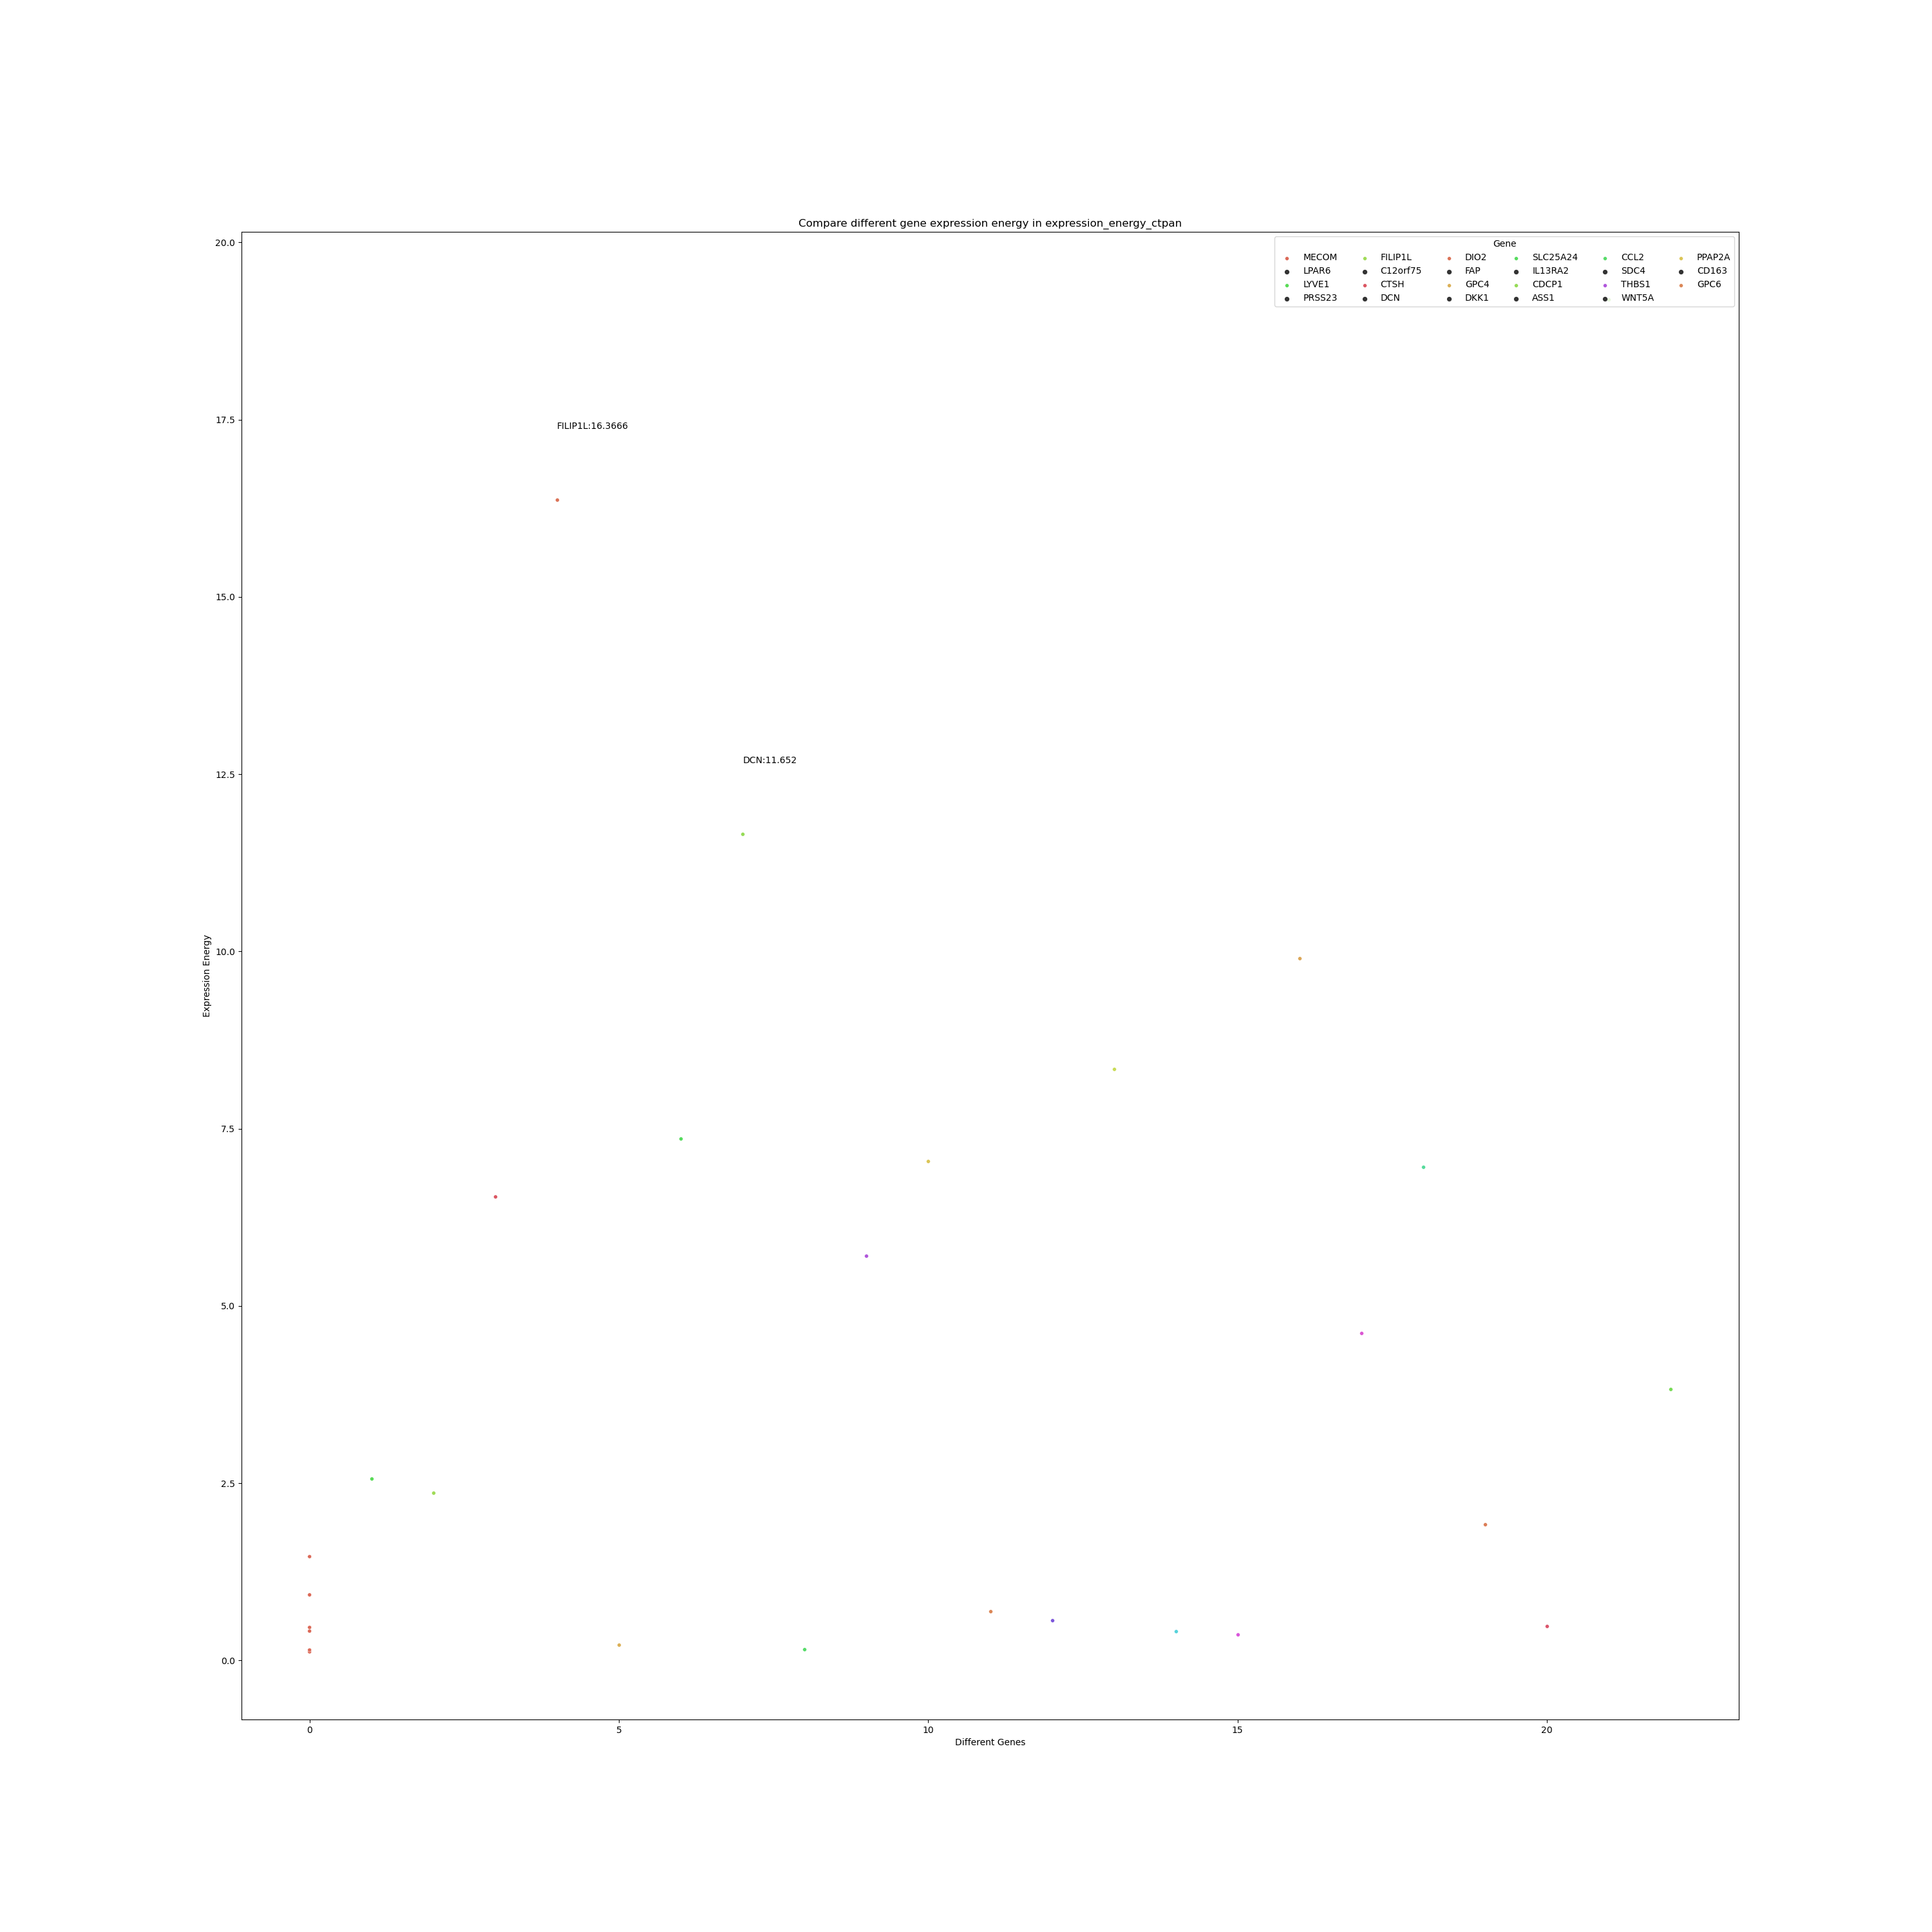 Compare different gene expression energy in expression_energy_ctpan
Gene
MECOM FILIP1L DIO2 SLC25A24 CCL2 PPAP2A
LPAR6 C12orf75 FAP IL13RA2 SDC4 CD163
LYVE1 CTSH GPC4 CDCP1 THBS1 GPC6
PRSS23 DCN DKK1 ASS1 WNT5A
20.0
17.5
15.0
12.5
10.0
7.5
5.0
2.5
0.0
Expression Energy
FILIP1L:16.3666
DCN:11.652
0 5 10 15 20
Different Genes